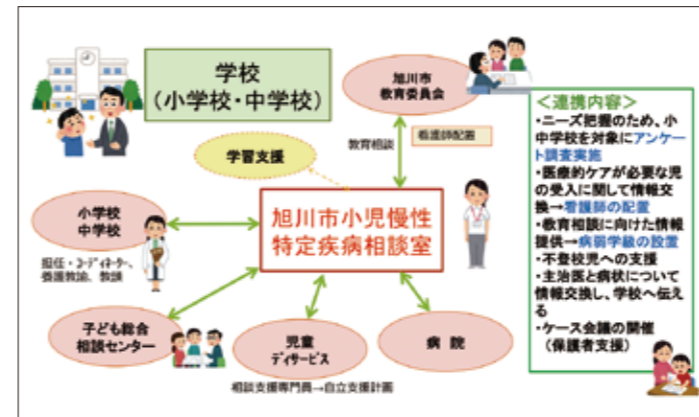 学校
（小学校・中学校）
旭川市
教育委員会
教育相談
看護師配置
学習支援
旭川市小児慢性
特定疾病相談室
小学校
中学校
担任・コーディネーター、
養護教諭、教頭
子ども総合
相談センター
児童
デイサービス
相談支援専門員→自立支援計画
病 院
＜連携内容＞
・ニーズ把握のため、小
中学校を対象にアンケー
ト調査実施
・医療的ケアが必要な児
の受入に関して情報交
換→看護師の配置
・教育相談に向けた情報
提供→病弱学級の設置
・不登校児への支援
・主治医と病状について
情報交換し、学校へ伝え
る
・ケース会議の開催
（保護者支援）